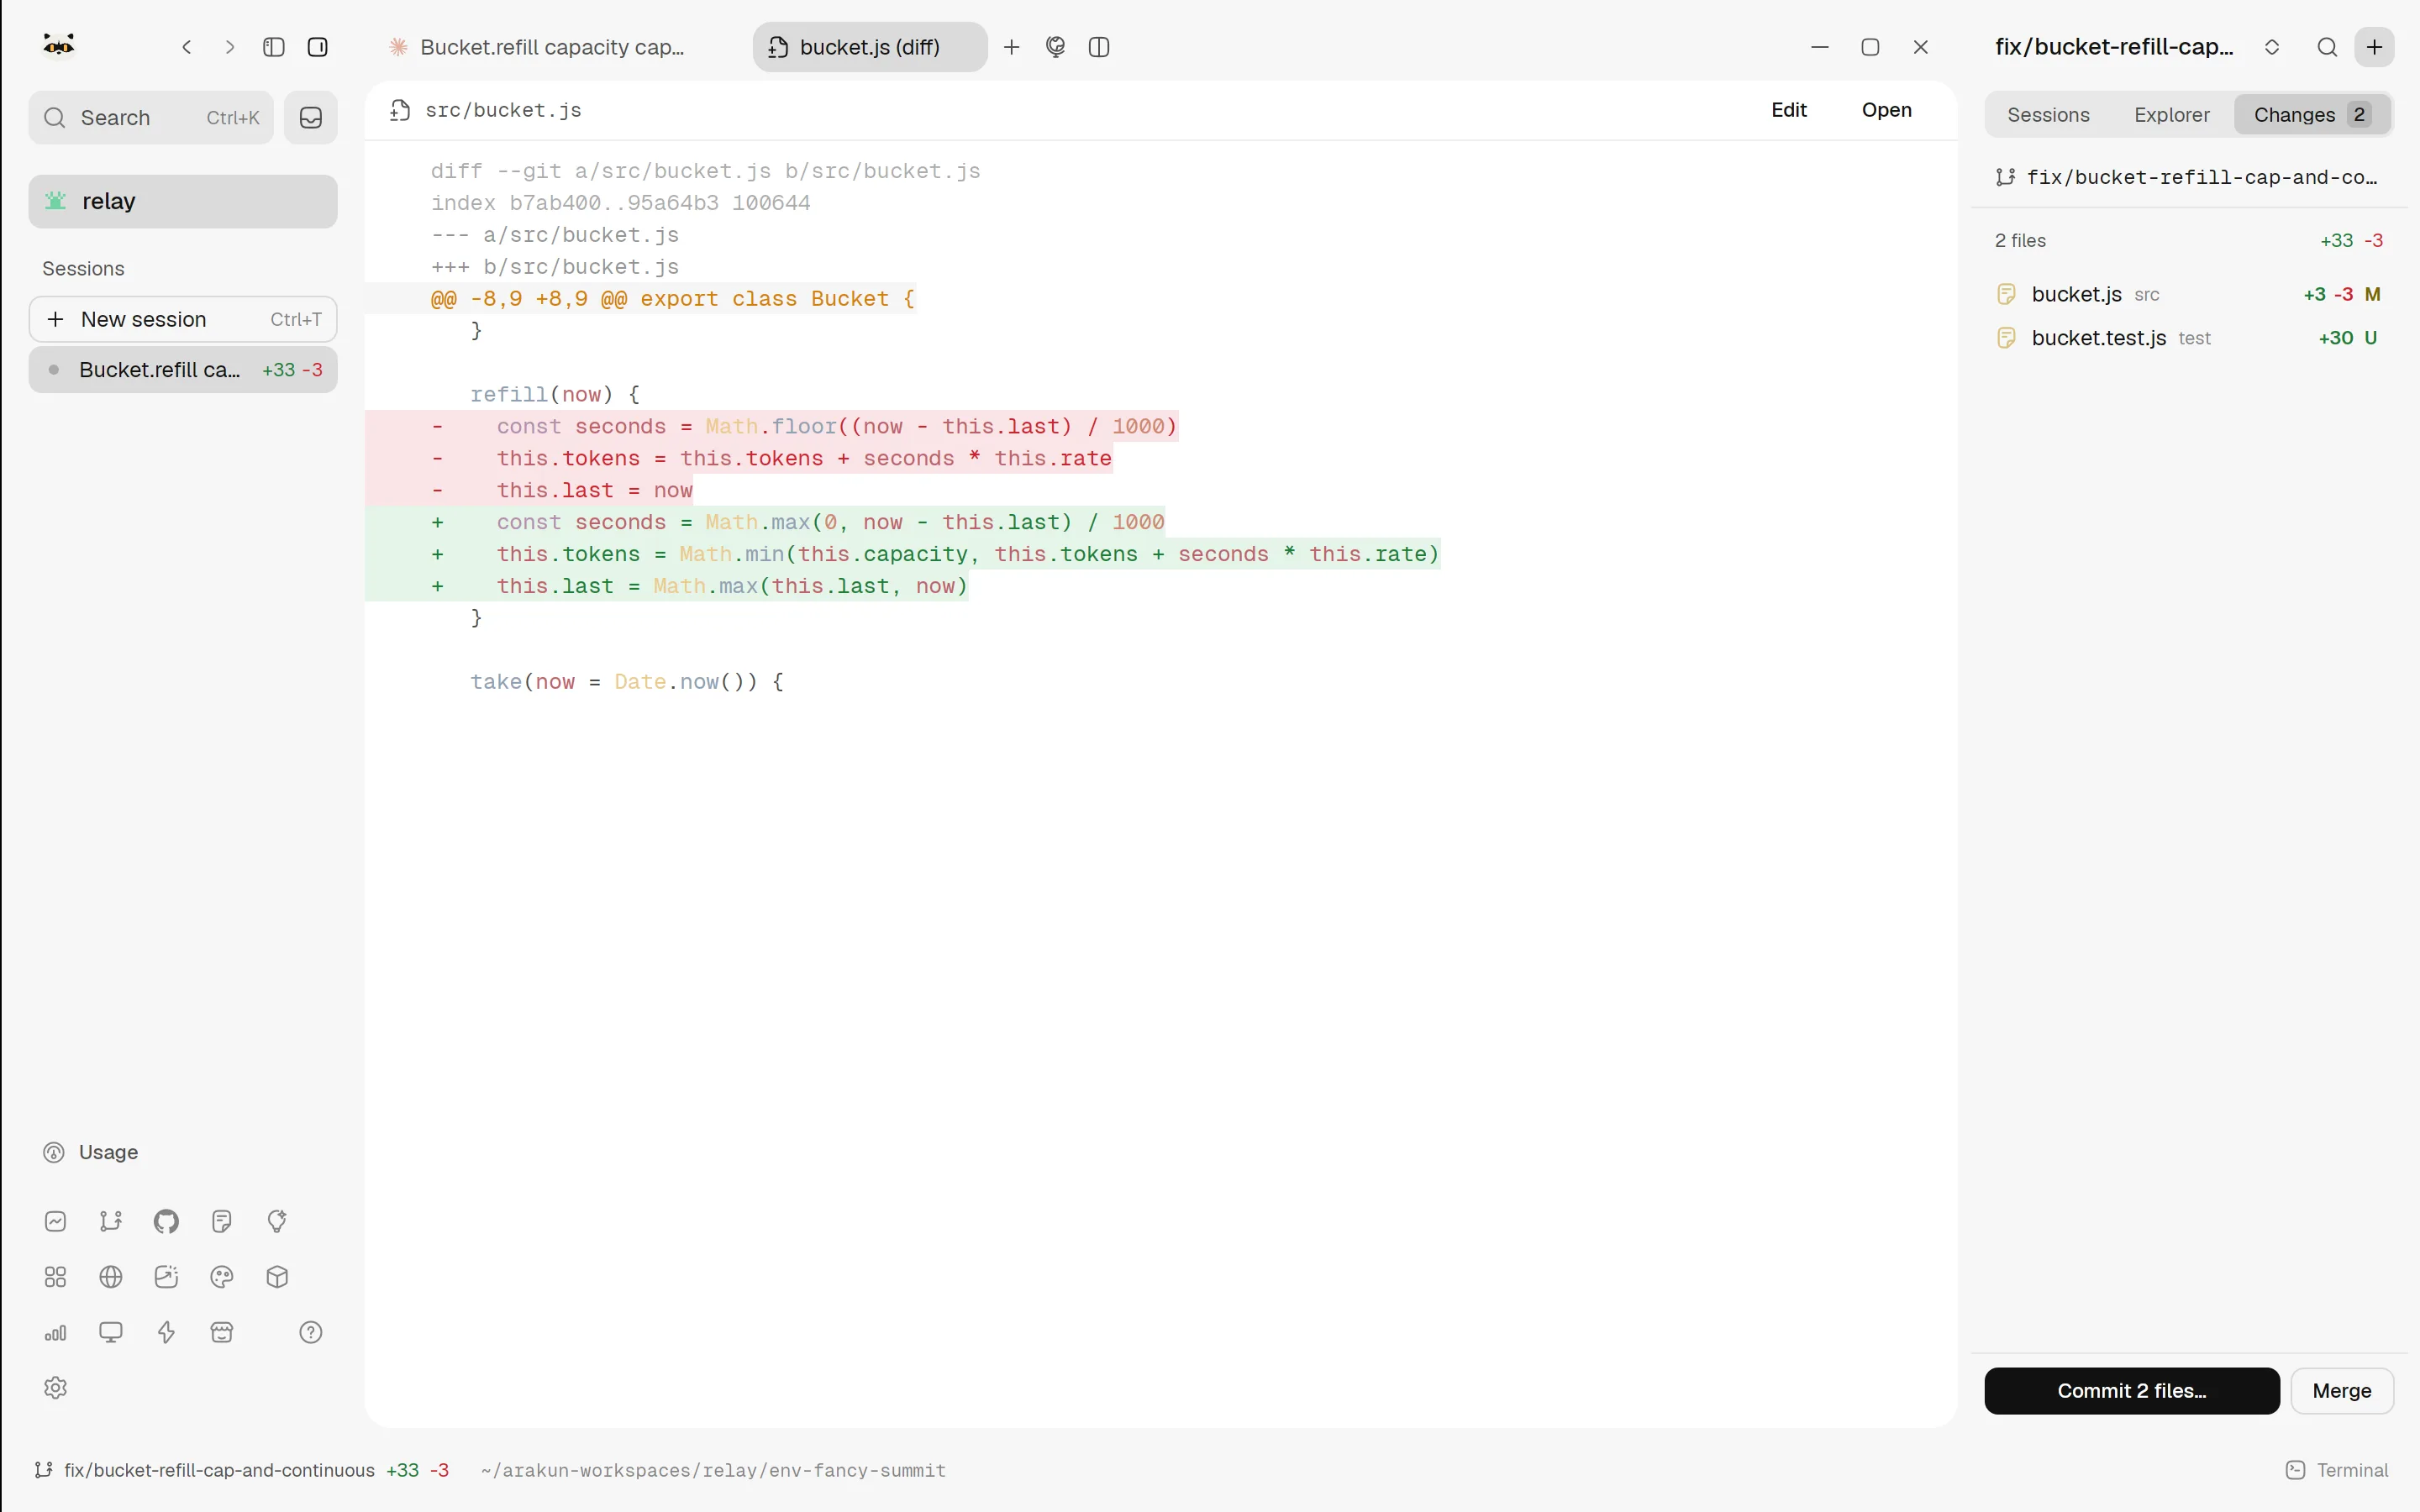 Bucket.refill capacity cap...
bucket.js (diff)
fix/bucket-refill-cap...
Search Ctrl+K
src/bucket.js
Edit
Open
Sessions
Explorer
Changes 2
relay
fix/bucket-refill-cap-and-co...
Sessions
New session Ctrl+T
Bucket.refill ca... +33 -3
diff --git a/src/bucket.js b/src/bucket.js
index b7ab400..95a64b3 100644
--- a/src/bucket.js
+++ b/src/bucket.js
@@ -8,9 +8,9 @@ export class Bucket {
}
refill(now) {
- const seconds = Math.floor((now - this.last) / 1000)
- this.tokens = this.tokens + seconds * this.rate
- this.last = now
+ const seconds = Math.max(0, now - this.last) / 1000
+ this.tokens = Math.min(this.capacity, this.tokens + seconds * this.rate)
+ this.last = Math.max(this.last, now)
}
take(now = Date.now()) {
2 files +33 -3
bucket.js src +3 -3 M
bucket.test.js test +30 U
Usage
Commit 2 files...
Merge
fix/bucket-refill-cap-and-continuous +33 -3 ~/arakun-workspaces/relay/env-fancy-summit
Terminal